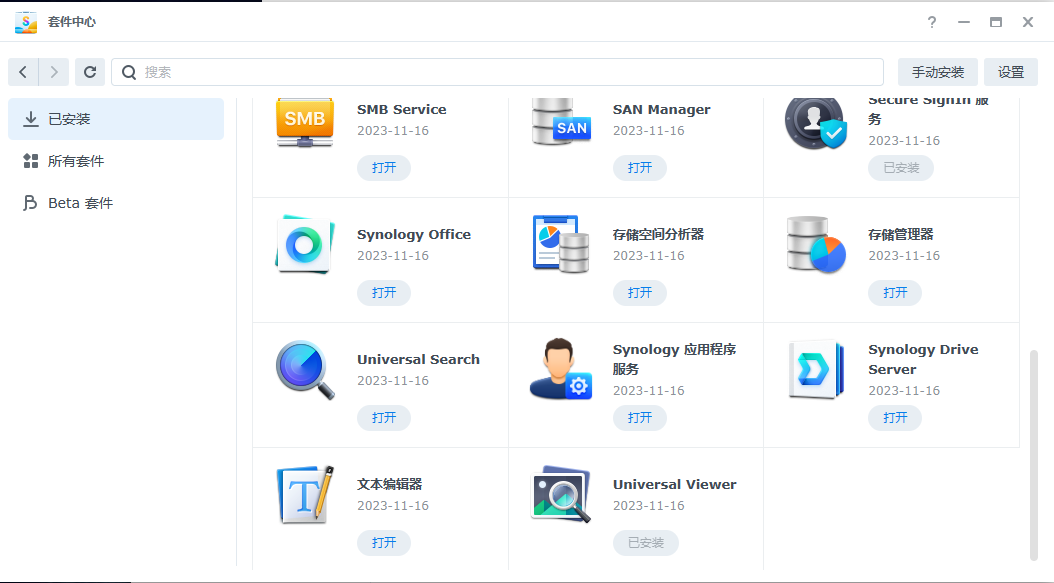 套件中心
搜索
手动安装
设置
已安装
所有套件
Beta 套件
SMB
SMB Service
2023-11-16
打开
SAN
SAN Manager
2023-11-16
打开
Secure SignIn 服
务
2023-11-16
已安装
Synology Office
2023-11-16
打开
存储空间分析器
2023-11-16
打开
存储管理器
2023-11-16
打开
Universal Search
2023-11-16
打开
Synology 应用程序
服务
2023-11-16
打开
Synology Drive
Server
2023-11-16
打开
文本编辑器
2023-11-16
打开
Universal Viewer
2023-11-16
已安装